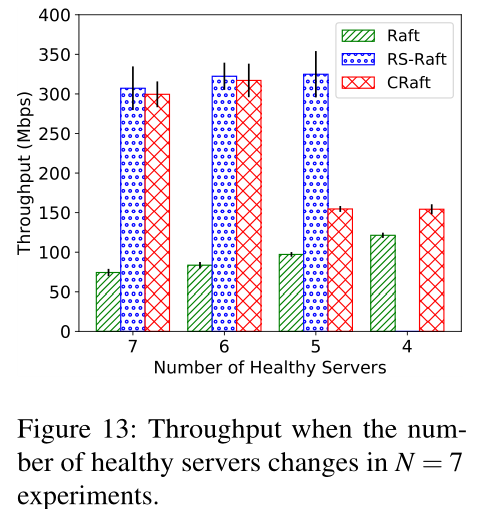 400
350
300
250
200
150
100
50
0
Throughput (Mbps)
Raft
RS-Raft
CRaft
7 6 5 4
Number of Healthy Servers
Figure 13: Throughput when the num-
ber of healthy servers changes in N = 7
experiments.